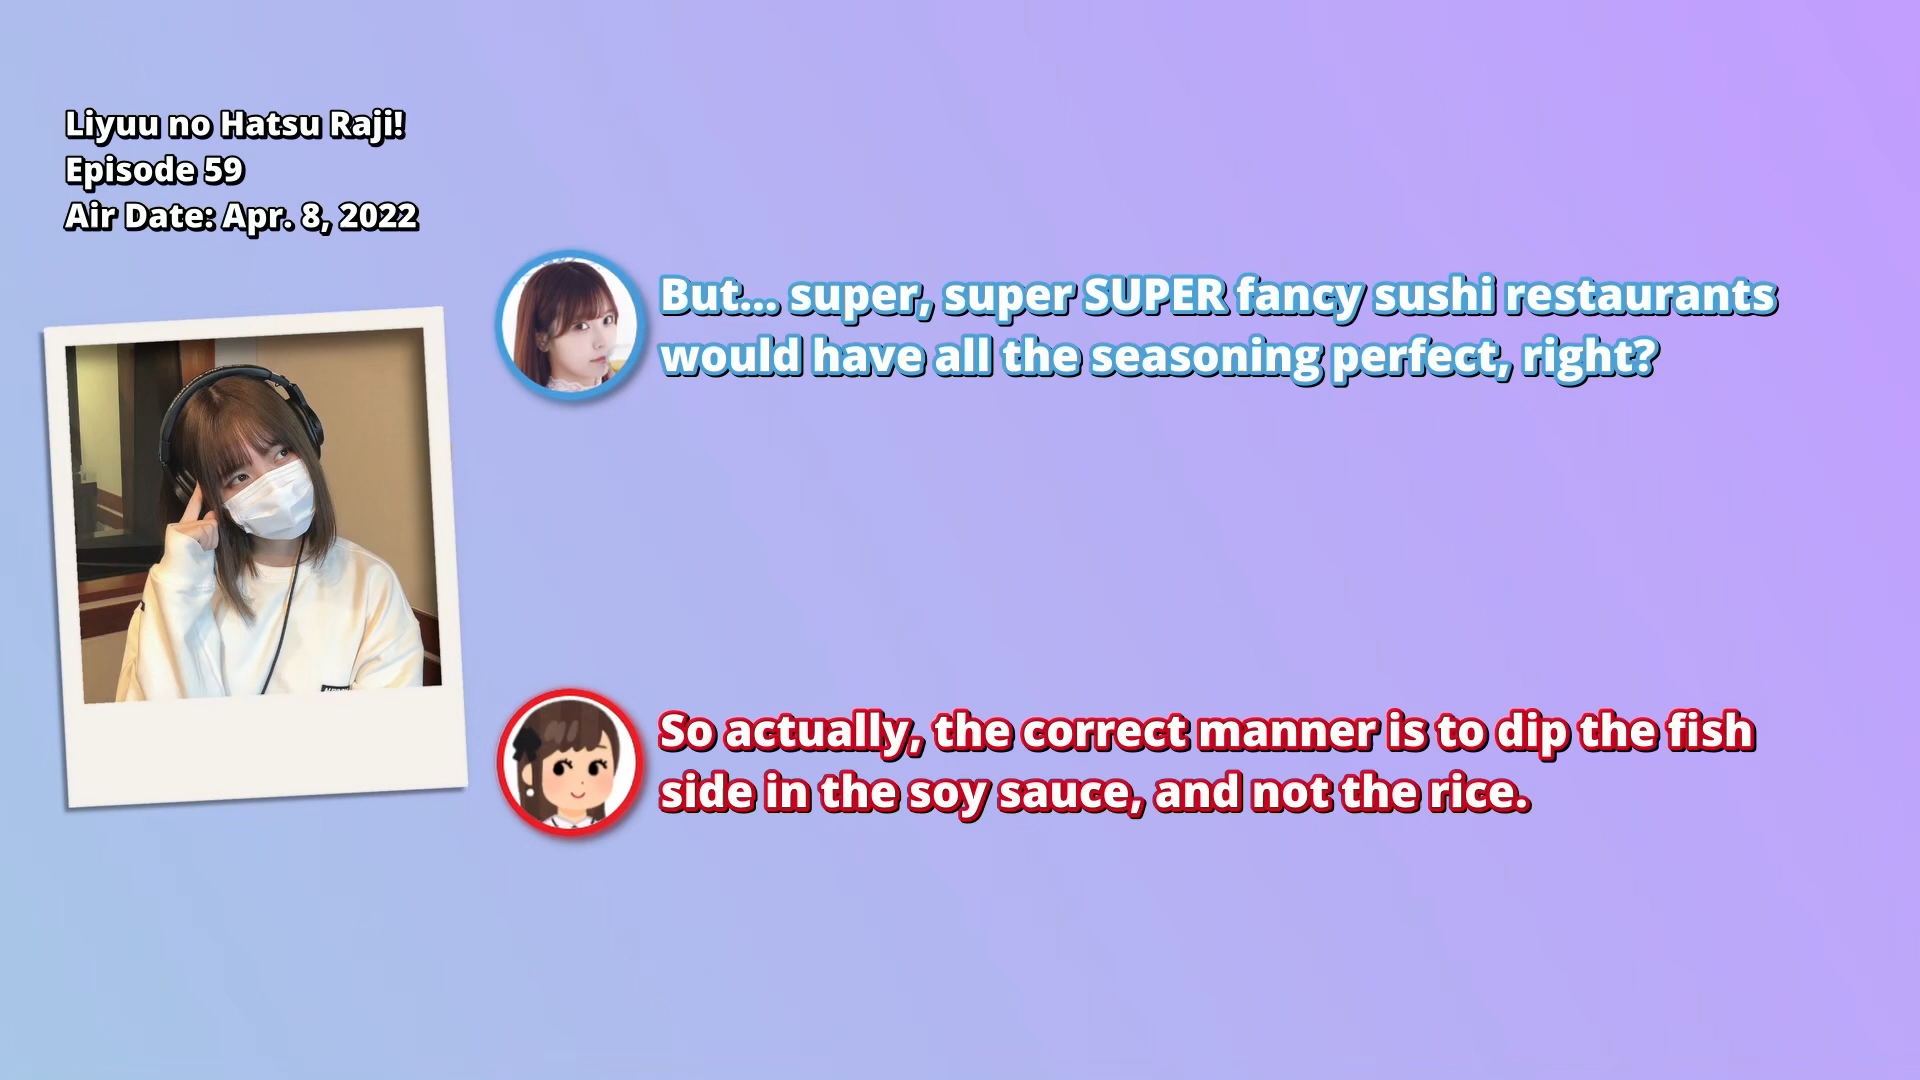 Liyuu no Hatsu Raji!
Episode 59
Air Date: Apr. 8, 2022
But... super, super SUPER fancy sushi restaurants
would have all the seasoning perfect, right?
So actually, the correct manner is to dip the fish
side in the soy sauce, and not the rice.